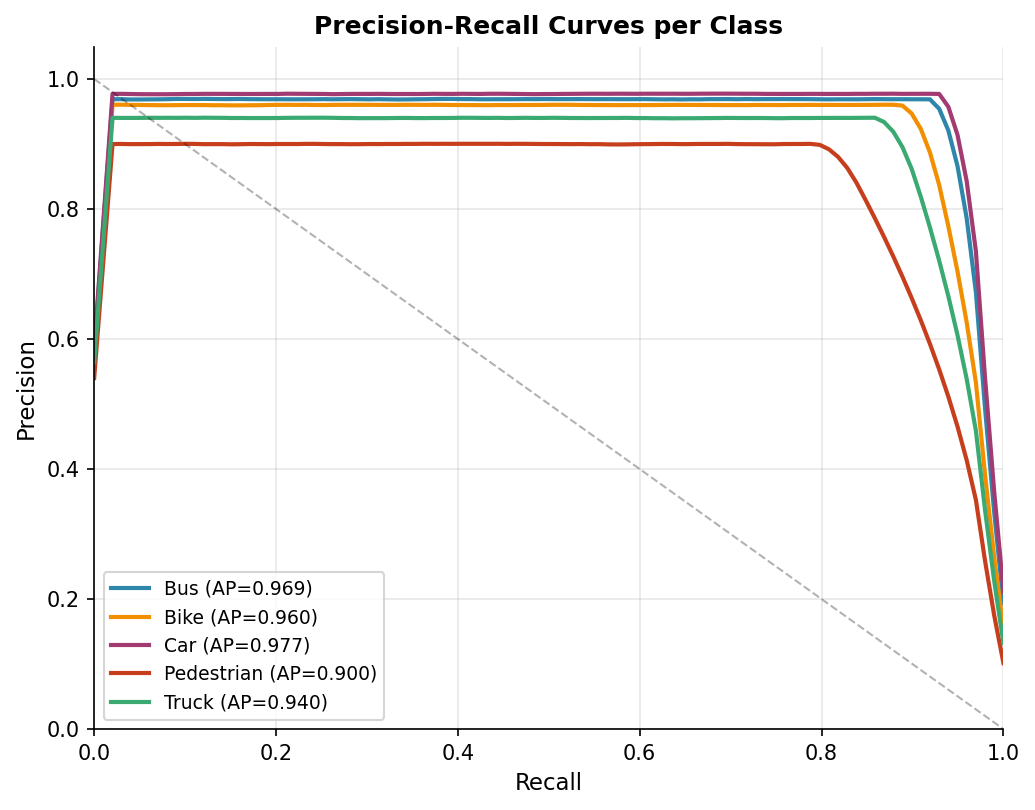 Precision-Recall Curves per Class
Precision
1.0
0.8
0.6
0.4
0.2
0.0
Bus (AP=0.969)
Bike (AP=0.960)
Car (AP=0.977)
Pedestrian (AP=0.900)
Truck (AP=0.940)
0.0 0.2 0.4 0.6 0.8 1.0
Recall